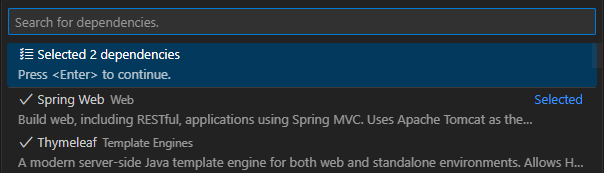 Search for dependencies.
Selected 2 dependencies
Press <Enter> to continue.
Spring Web Web Selected
Build web, including RESTful, applications using Spring MVC. Uses Apache Tomcat as the...
Thymeleaf Template Engines
A modern server-side Java template engine for both web and standalone environments. Allows H...